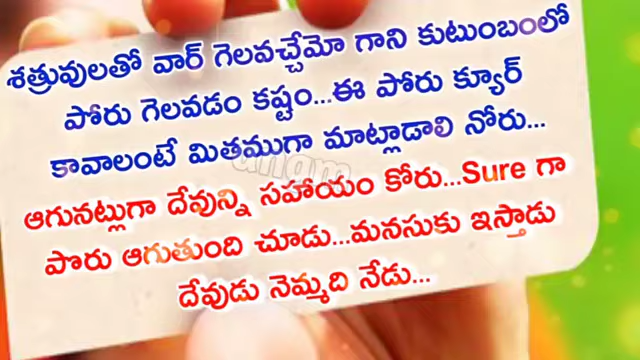 శత్రువులతో వార్ గెలవచ్చేమో గాని కుటుంబంలో
పోరు గెలవడం కష్టం...ఈ పోరు క్యూర్
కావాలంటే మితముగా మాట్లాడాలి నోరు...
ఆగునట్లుగా దేవున్ని సహాయం కోరు...Sure గా
పొరు ఆగుతుంది చూడు...మనసుకు ఇస్తాడు
దేవుడు నెమ్మది నేడు...